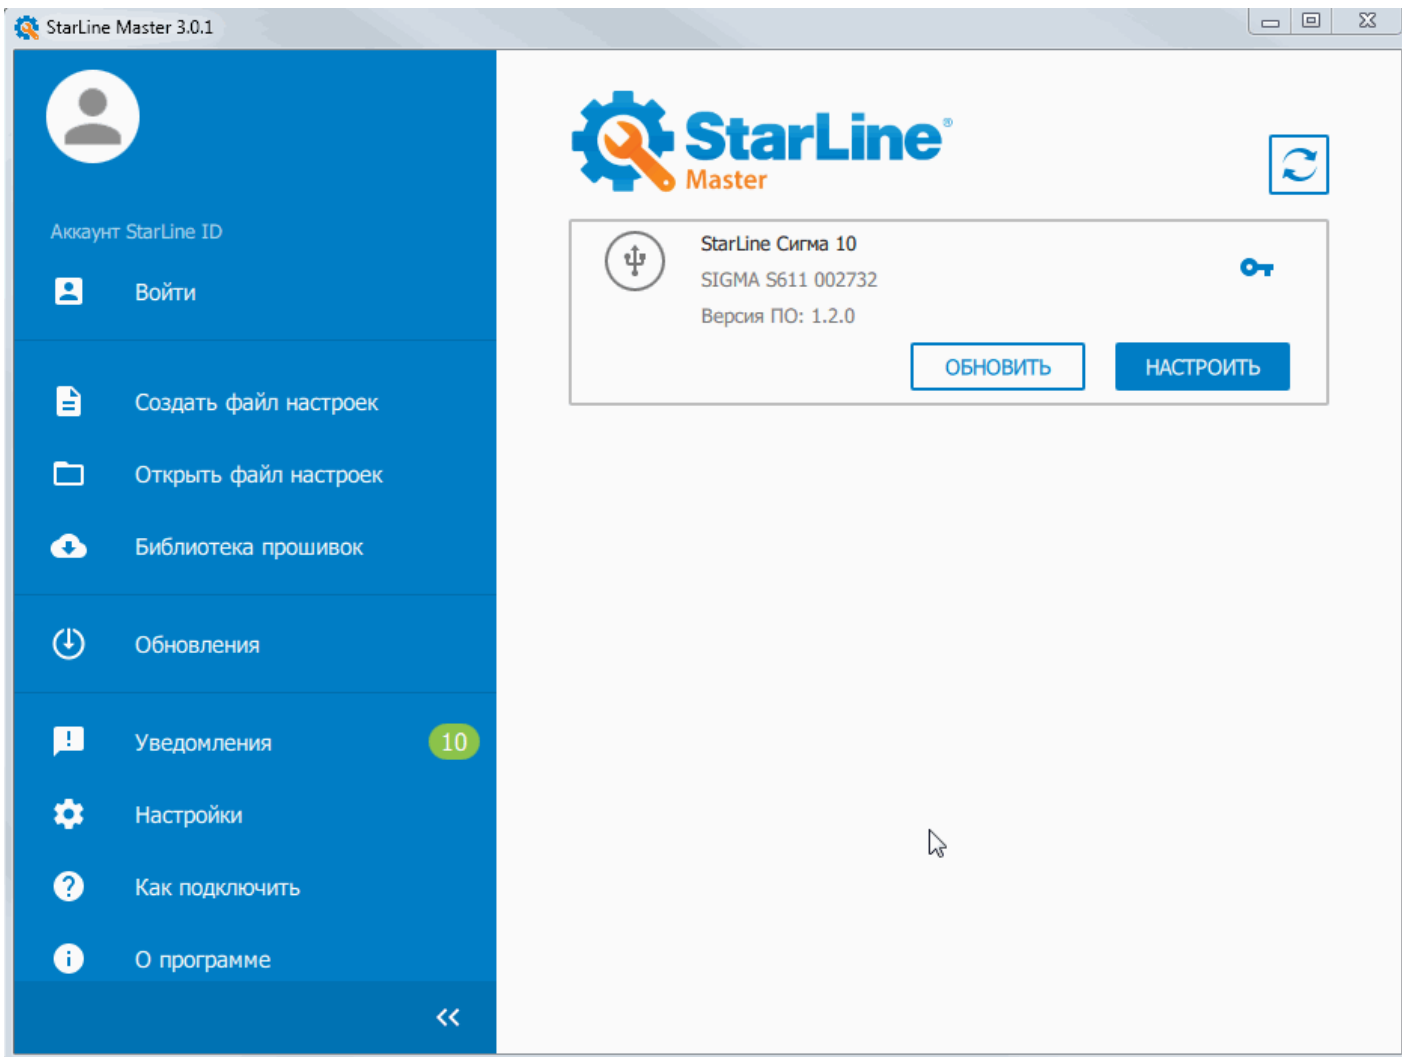 StarLine Master 3.0.1
Аккаунт StarLine ID
Войти
Создать файл настроек
Открыть файл настроек
Библиотека прошивок
Обновления
Уведомления 10
Настройки
Как подключить
О программе
StarLine®
Master
StarLine Сигма 10
SIGMA S611 002732
Версия ПО: 1.2.0
ОБНОВИТЬ НАСТРОИТЬ